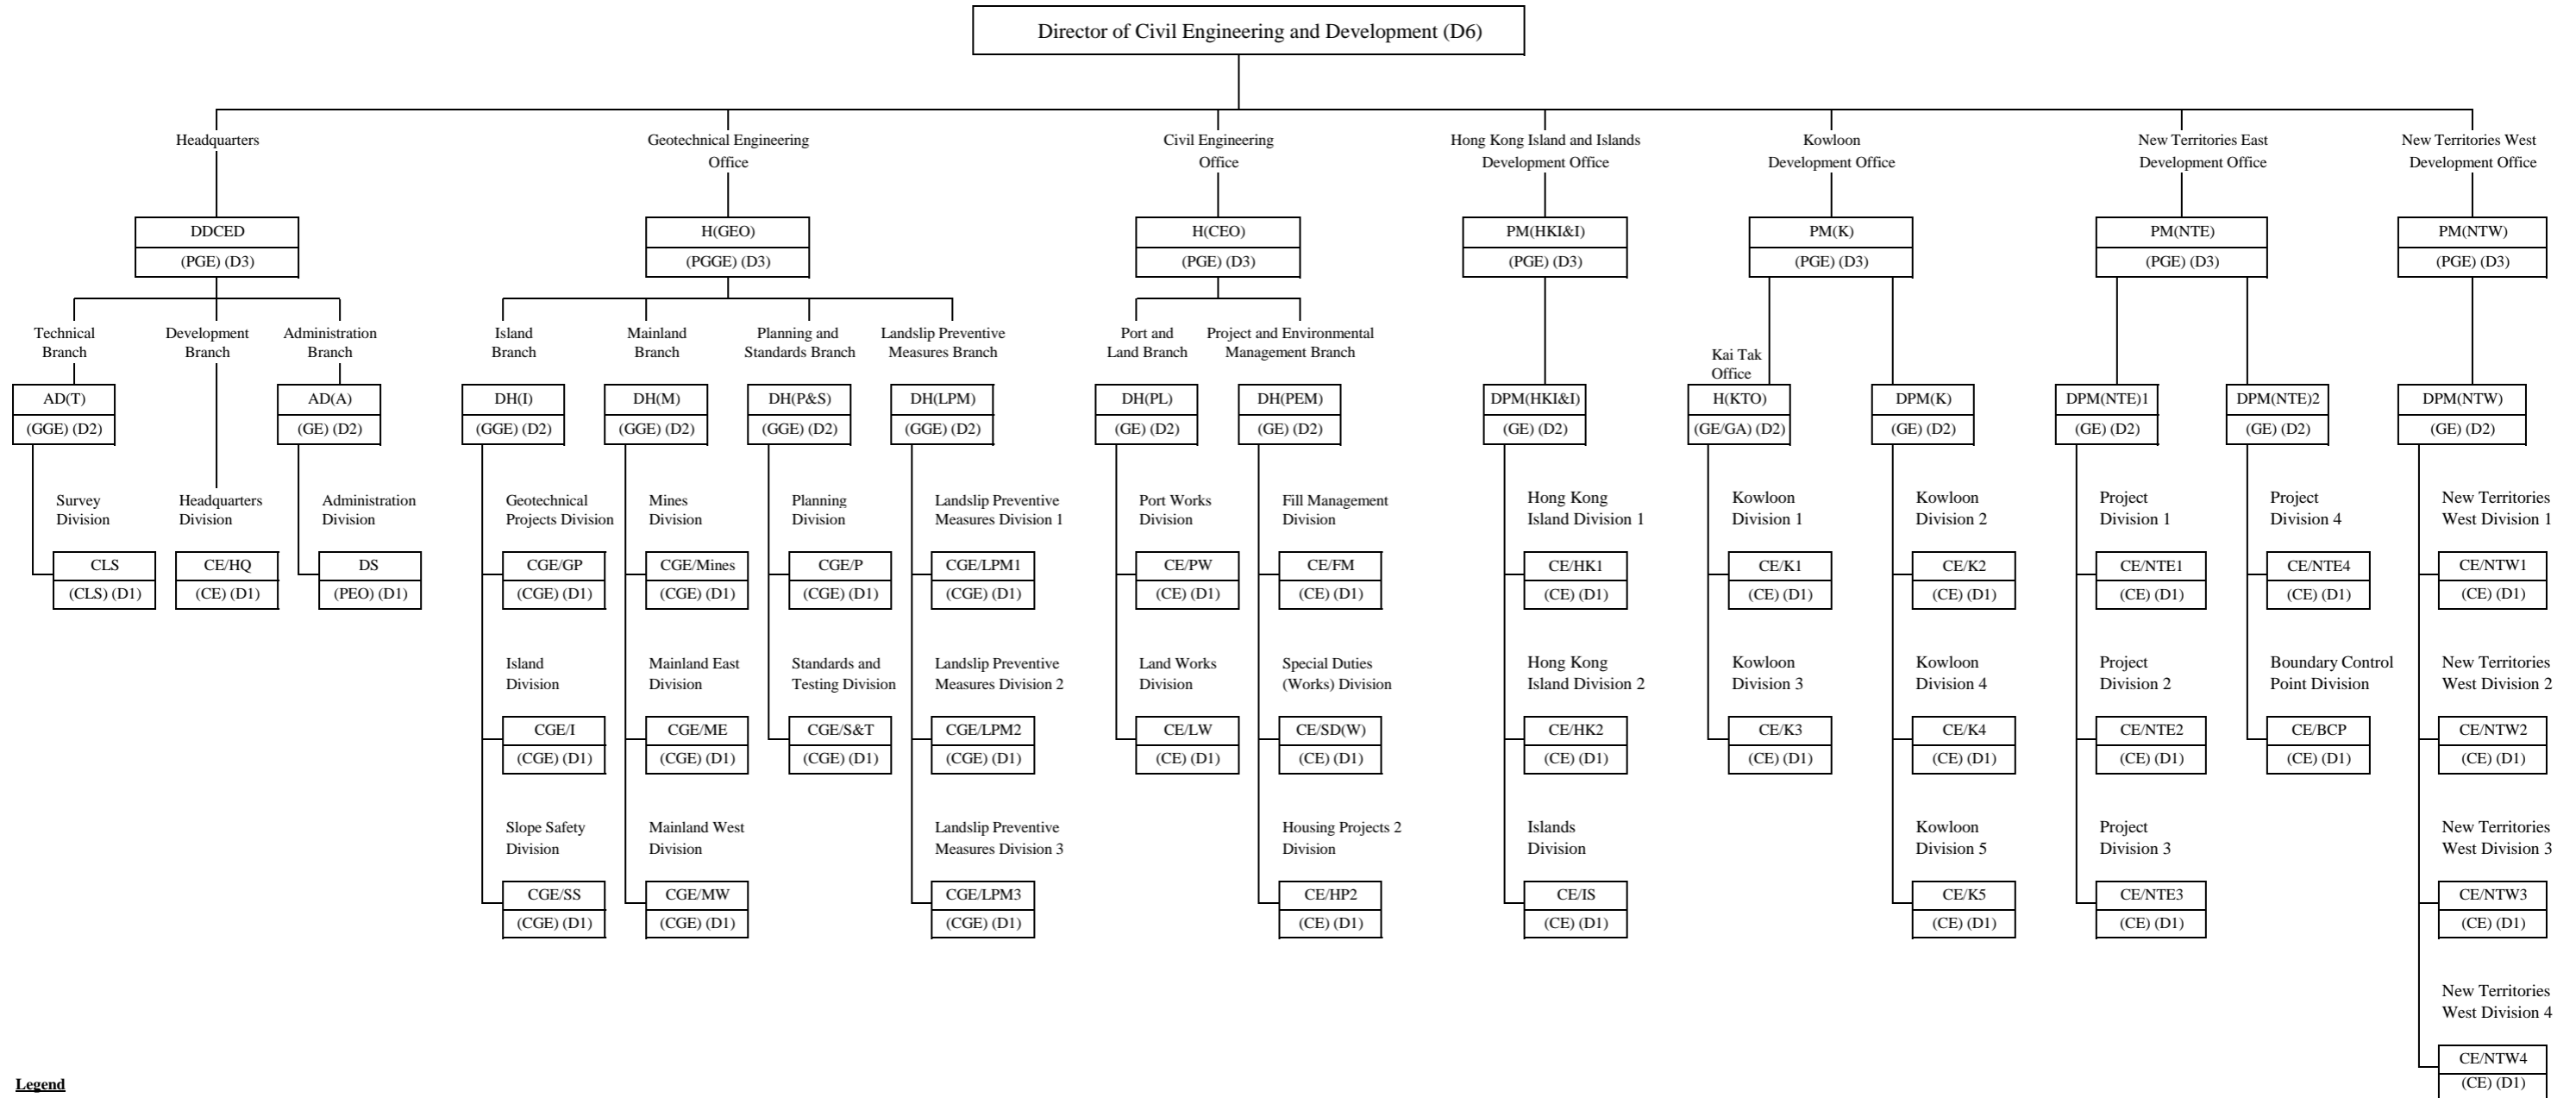 Director of Civil Engineering and Development (D6)
Headquarters
Geotechnical Engineering
Office
Civil Engineering
Office
Hong Kong Island and Islands
Development Office
Kowloon
Development Office
New Territories East
Development Office
New Territories West
Development Office
DDCED
(PGE) (D3)
H(GEO)
(PGGE) (D3)
H(CEO)
(PGE) (D3)
PM(HKI&I)
(PGE) (D3)
PM(K)
(PGE) (D3)
PM(NTE)
(PGE) (D3)
PM(NTW)
(PGE) (D3)
Technical
Branch
Development
Branch
Administration
Branch
Island
Branch
Mainland
Branch
Planning and
Standards Branch
Landslip Preventive
Measures Branch
Port and
Land Branch
Project and Environmental
Management Branch
Kai Tak
Office
AD(T)
(GGE) (D2)
AD(A)
(GE) (D2)
DH(I)
(GGE) (D2)
DH(M)
(GGE) (D2)
DH(P&S)
(GGE) (D2)
DH(LPM)
(GGE) (D2)
DH(PL)
(GE) (D2)
DH(PEM)
(GE) (D2)
DPM(HKI&I)
(GE) (D2)
H(KTO)
(GE/GA) (D2)
DPM(K)
(GE) (D2)
DPM(NTE)1
(GE) (D2)
DPM(NTE)2
(GE) (D2)
DPM(NTW)
(GE) (D2)
Survey
Division
Headquarters
Division
Administration
Division
Geotechnical
Projects Division
Mines
Division
Planning
Division
Landslip Preventive
Measures Division 1
Port Works
Division
Fill Management
Division
Hong Kong
Island Division 1
Kowloon
Division 1
Kowloon
Division 2
Project
Division 1
Project
Division 4
New Territories
West Division 1
CLS
(CLS) (D1)
CE/HQ
(CE) (D1)
DS
(PEO) (D1)
CGE/GP
(CGE) (D1)
CGE/Mines
(CGE) (D1)
CGE/P
(CGE) (D1)
CGE/LPM1
(CGE) (D1)
CE/PW
(CE) (D1)
CE/FM
(CE) (D1)
CE/HK1
(CE) (D1)
CE/K1
(CE) (D1)
CE/K2
(CE) (D1)
CE/NTE1
(CE) (D1)
CE/NTE4
(CE) (D1)
CE/NTW1
(CE) (D1)
Island
Division
Mainland East
Division
Standards and
Testing Division
Landslip Preventive
Measures Division 2
Land Works
Division
Special Duties
(Works) Division
Hong Kong
Island Division 2
Kowloon
Division 3
Kowloon
Division 4
Project
Division 2
Boundary Control
Point Division
New Territories
West Division 2
CGE/I
(CGE) (D1)
CGE/ME
(CGE) (D1)
CGE/S&T
(CGE) (D1)
CGE/LPM2
(CGE) (D1)
CE/LW
(CE) (D1)
CE/SD(W)
(CE) (D1)
CE/HK2
(CE) (D1)
CE/K3
(CE) (D1)
CE/K4
(CE) (D1)
CE/NTE2
(CE) (D1)
CE/BCP
(CE) (D1)
CE/NTW2
(CE) (D1)
Slope Safety
Division
Mainland West
Division
Landslip Preventive
Measures Division 3
Housing Projects 2
Division
Islands
Division
Kowloon
Division 5
Project
Division 3
New Territories
West Division 3
CGE/SS
(CGE) (D1)
CGE/MW
(CGE) (D1)
CGE/LPM3
(CGE) (D1)
CE/HP2
(CE) (D1)
CE/IS
(CE) (D1)
CE/K5
(CE) (D1)
CE/NTE3
(CE) (D1)
CE/NTW3
(CE) (D1)
New Territories
West Division 4
CE/NTW4
(CE) (D1)
Legend